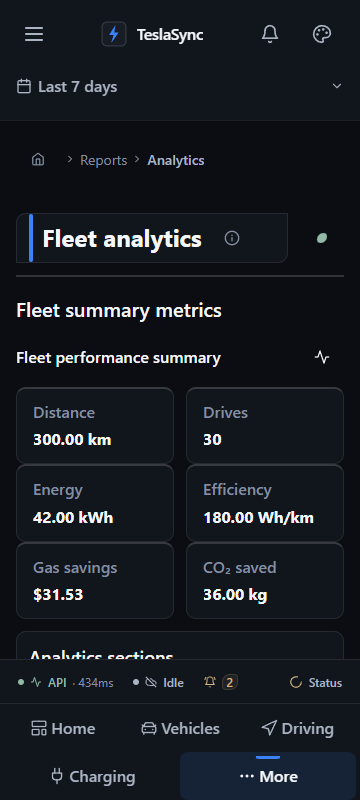 TeslaSync
Last 7 days
Reports > Analytics
Fleet analytics
Fleet summary metrics
Fleet performance summary
Distance
300.00 km
Drives
30
Energy
42.00 kWh
Efficiency
180.00 Wh/km
Gas savings
$31.53
CO₂ saved
36.00 kg
Analytics sections
API · 434ms Idle 2 Status
Home Vehicles Driving
Charging More